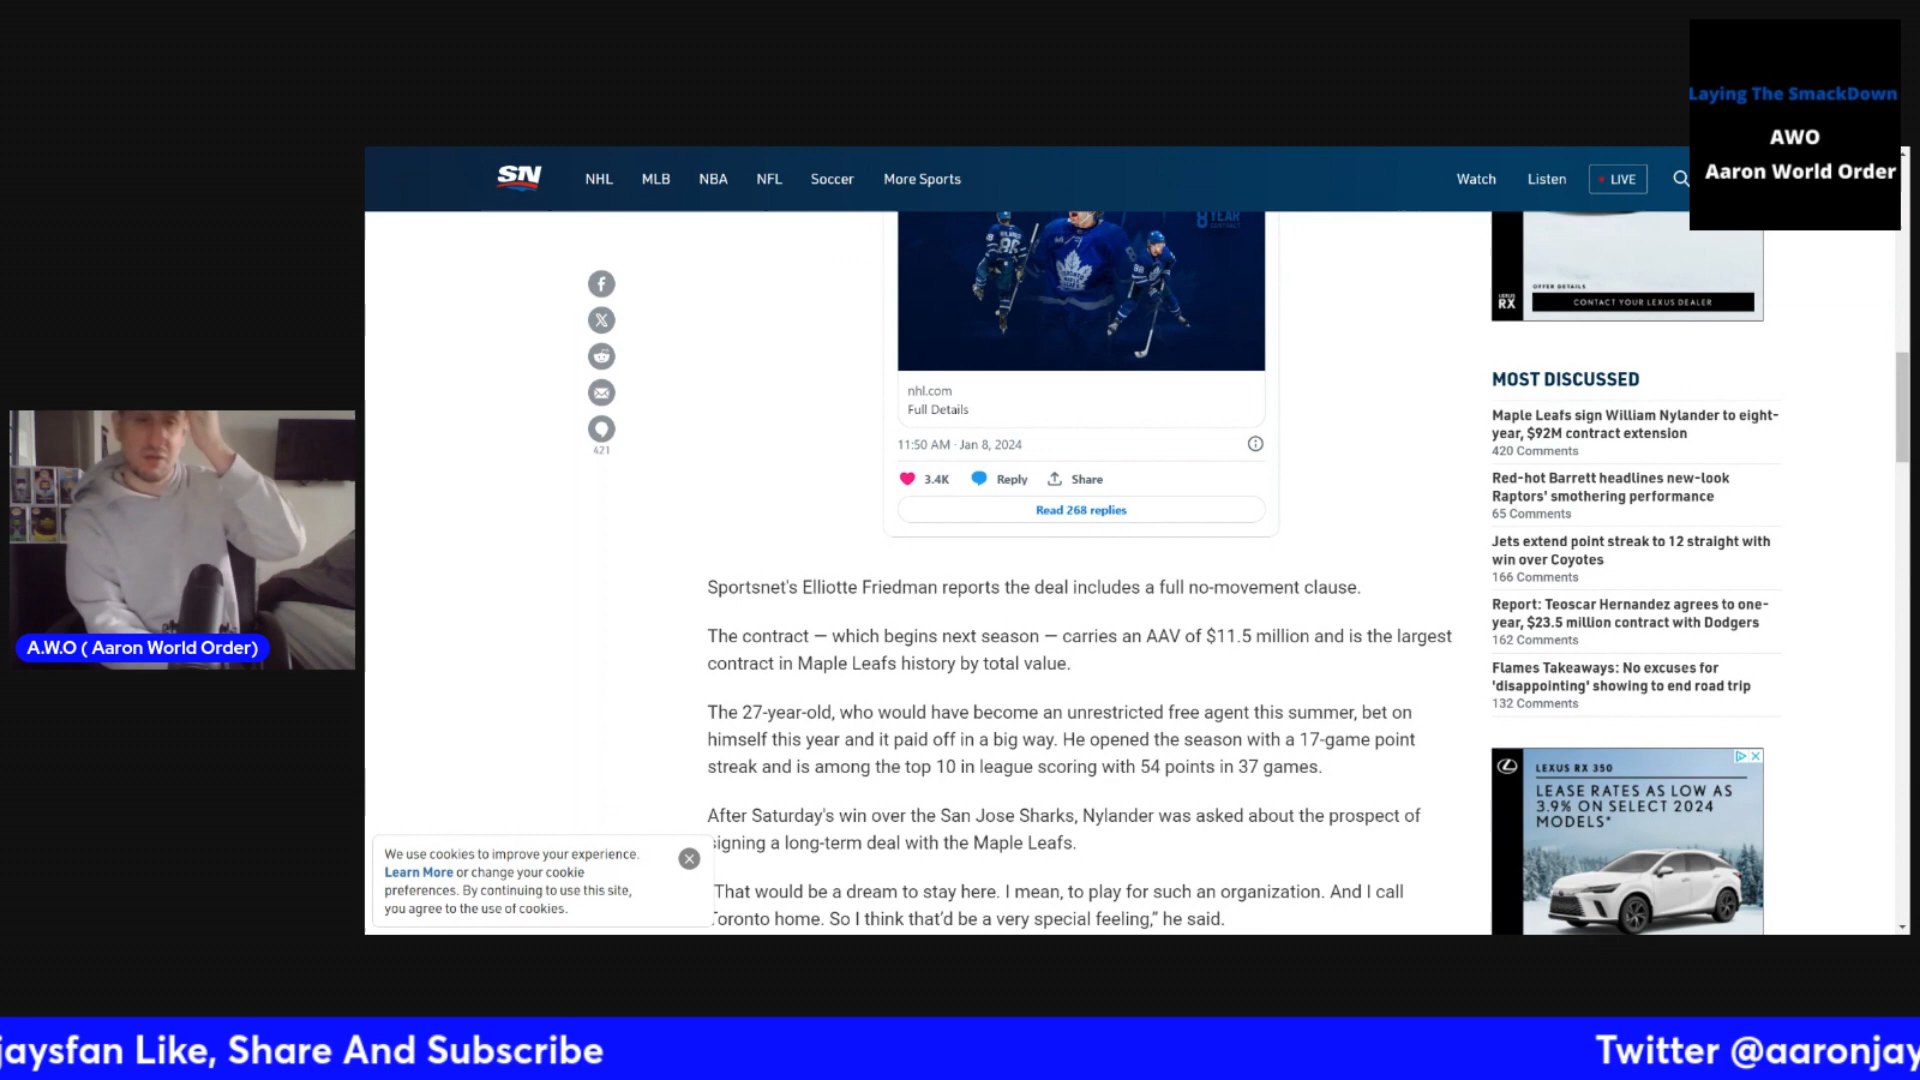 Laying The SmackDown
AWO
Aaron World Order
SN
NHL
MLB
NBA
NFL
Soccer
More Sports
Watch
Listen
LIVE
8 YEAR
CONTRACT
nhl.com
Full Details
11:50 AM · Jan 8, 2024
3.4K
Reply
Share
Read 268 replies
421
Sportsnet's Elliotte Friedman reports the deal includes a full no-movement clause.
The contract — which begins next season — carries an AAV of $11.5 million and is the largest
contract in Maple Leafs history by total value.
The 27-year-old, who would have become an unrestricted free agent this summer, bet on
himself this year and it paid off in a big way. He opened the season with a 17-game point
streak and is among the top 10 in league scoring with 54 points in 37 games.
After Saturday's win over the San Jose Sharks, Nylander was asked about the prospect of
signing a long-term deal with the Maple Leafs.
"That would be a dream to stay here. I mean, to play for such an organization. And I call
Toronto home. So I think that'd be a very special feeling,” he said.
We use cookies to improve your experience.
Learn More or change your cookie
preferences. By continuing to use this site,
you agree to the use of cookies.
OFFER DETAILS
LEXUS
RX
CONTACT YOUR LEXUS DEALER
MOST DISCUSSED
Maple Leafs sign William Nylander to eight-
year, $92M contract extension
420 Comments
Red-hot Barrett headlines new-look
Raptors' smothering performance
65 Comments
Jets extend point streak to 12 straight with
win over Coyotes
166 Comments
Report: Teoscar Hernandez agrees to one-
year, $23.5 million contract with Dodgers
162 Comments
Flames Takeaways: No excuses for
'disappointing' showing to end road trip
132 Comments
LEXUS RX 350
LEASE RATES AS LOW AS
3.9% ON SELECT 2024
MODELS*
A.W.O ( Aaron World Order)
jaysfan Like, Share And Subscribe
Twitter @aaronjay